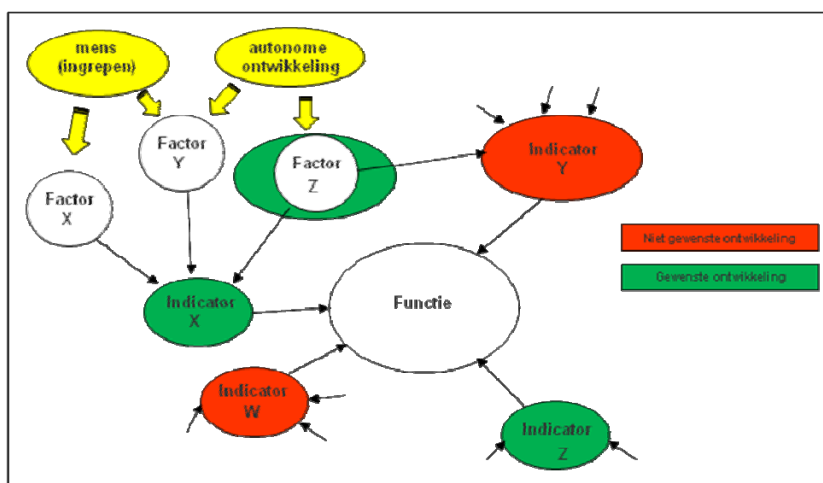 mens
(ingrepen)
autonome
ontwikkeling
Factor
Y
Factor
Z
Indicator
Y
Factor
X
Niet gewenste ontwikkeling
Gewenste ontwikkeling
Indicator
X
Functie
Indicator
W
Indicator
Z